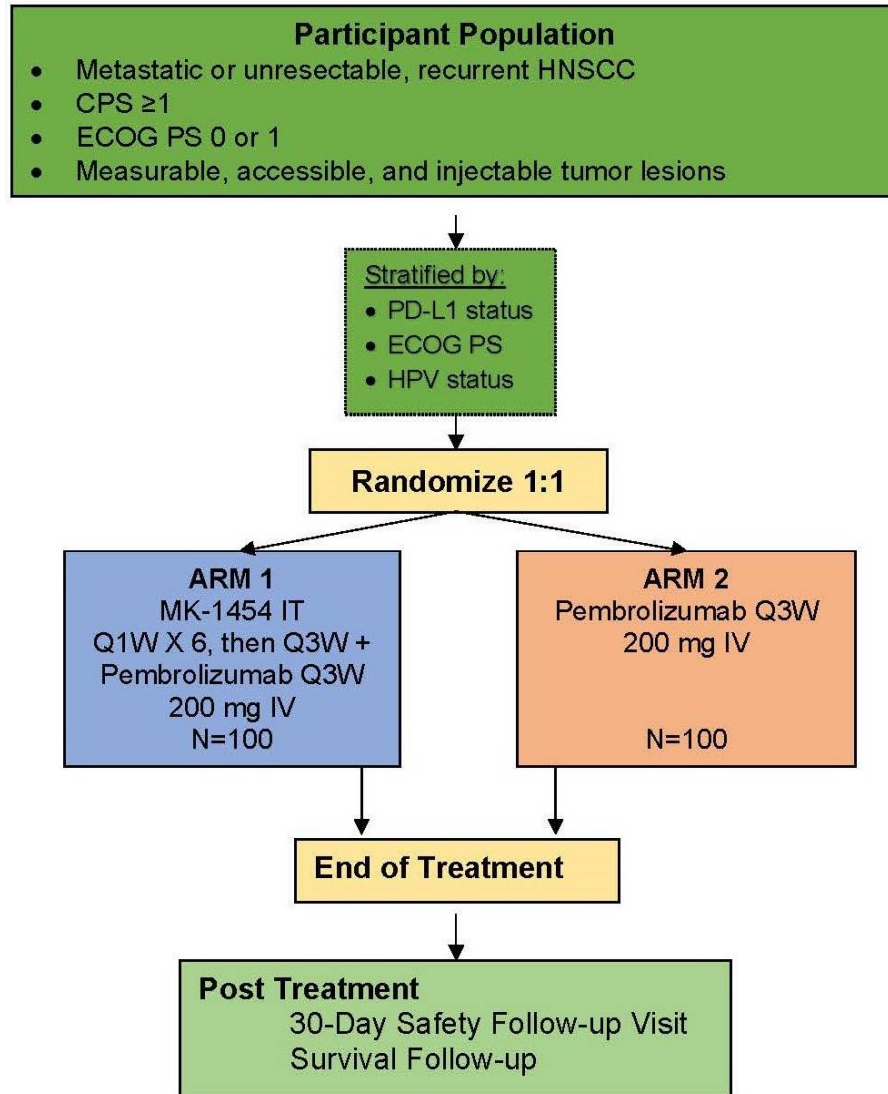 Participant Population
• Metastatic or unresectable, recurrent HNSCC
• CPS ≥1
• ECOG PS 0 or 1
• Measurable, accessible, and injectable tumor lesions
Stratified by:
• PD-L1 status
• ECOG PS
• HPV status
Randomize 1:1
ARM 1
MK-1454 IT
Q1W X 6, then Q3W +
Pembrolizumab Q3W
200 mg IV
N=100
ARM 2
Pembrolizumab Q3W
200 mg IV
N=100
End of Treatment
Post Treatment
30-Day Safety Follow-up Visit
Survival Follow-up